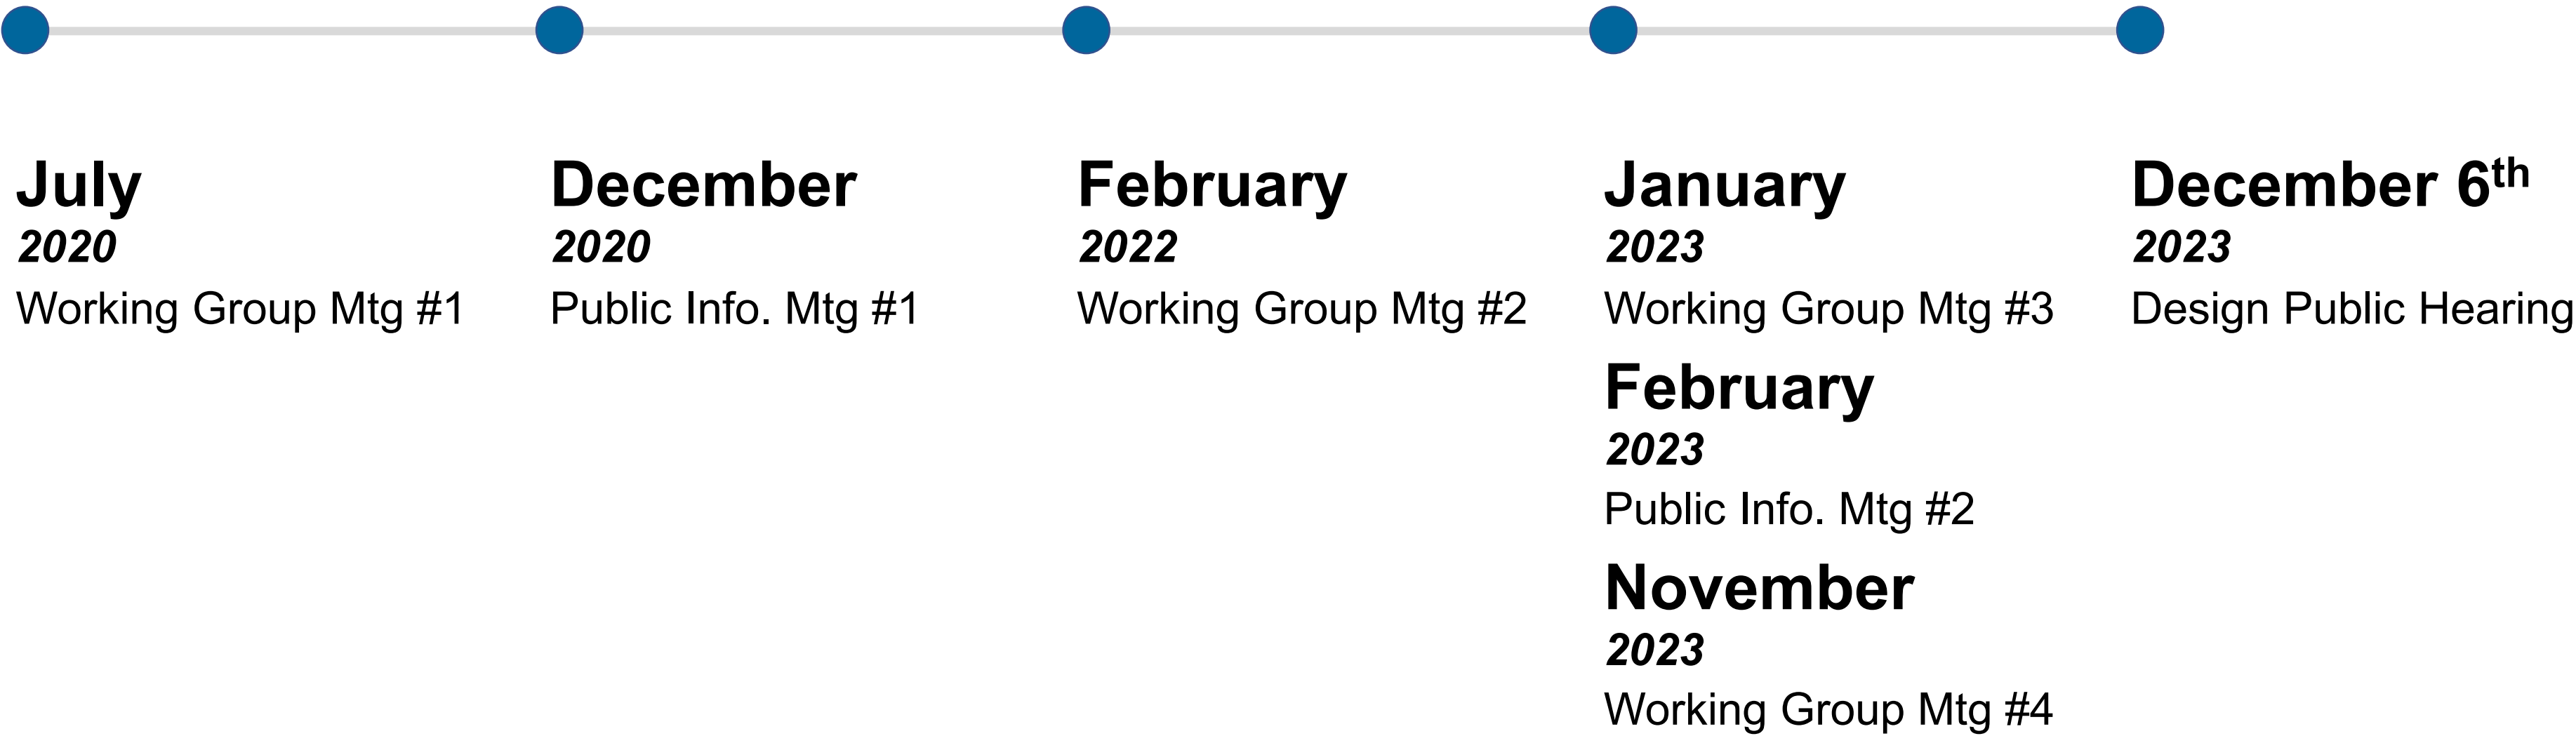 July
2020
Working Group Mtg #1
December
2020
Public Info. Mtg #1
February
2022
Working Group Mtg #2
January
2023
Working Group Mtg #3
February
2023
Public Info. Mtg #2
November
2023
Working Group Mtg #4
December 6th
2023
Design Public Hearing